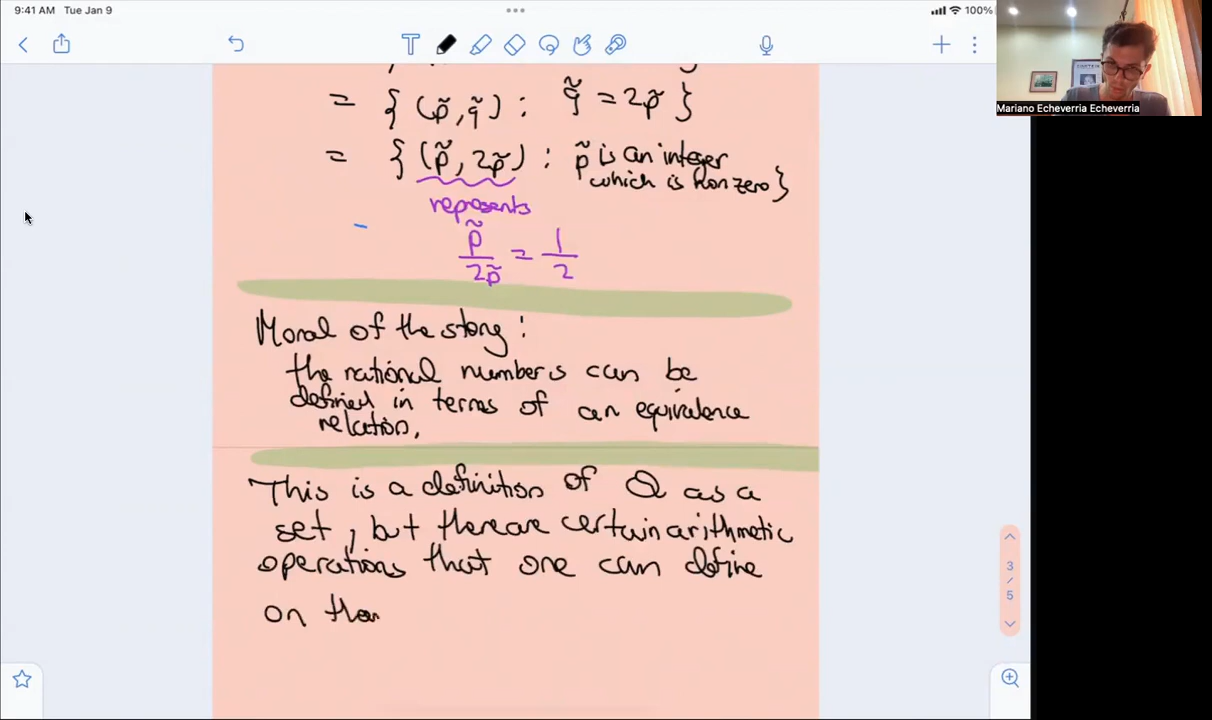 9:41 AM Tue Jan 9
100%
Mariano Echeverria Echeverria
= { (p̃, q̃) : q̃ = 2p̃ }
= { (p̃, 2p̃) : p̃ is an integer
which is nonzero }
represents
p̃/2p̃ = 1/2
Moral of the story:
the rational numbers can be
defined in terms of an equivalence
relation.
This is a definition of Q as a
set, but there are certain arithmetic
operations that one can define
on
3
/
5